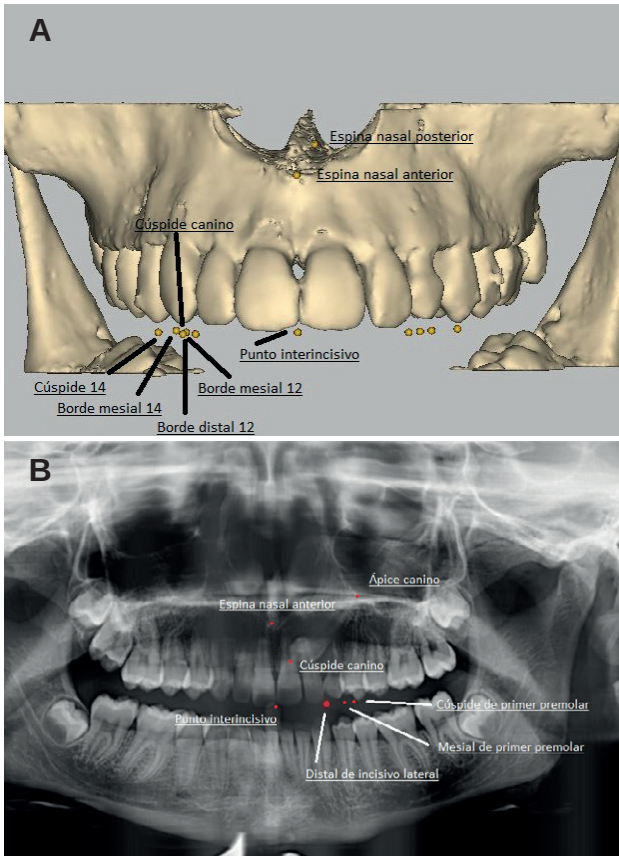 A
Espina nasal posterior
Espina nasal anterior
Cúspide canino
Punto interincisivo
Cúspide 14
Borde mesial 12
Borde mesial 14
Borde distal 12
B
Ápice canino
Espina nasal anterior
Cúspide canino
Cúspide de primer premolar
Punto interincisivo
Mesial de primer premolar
Distal de incisivo lateral